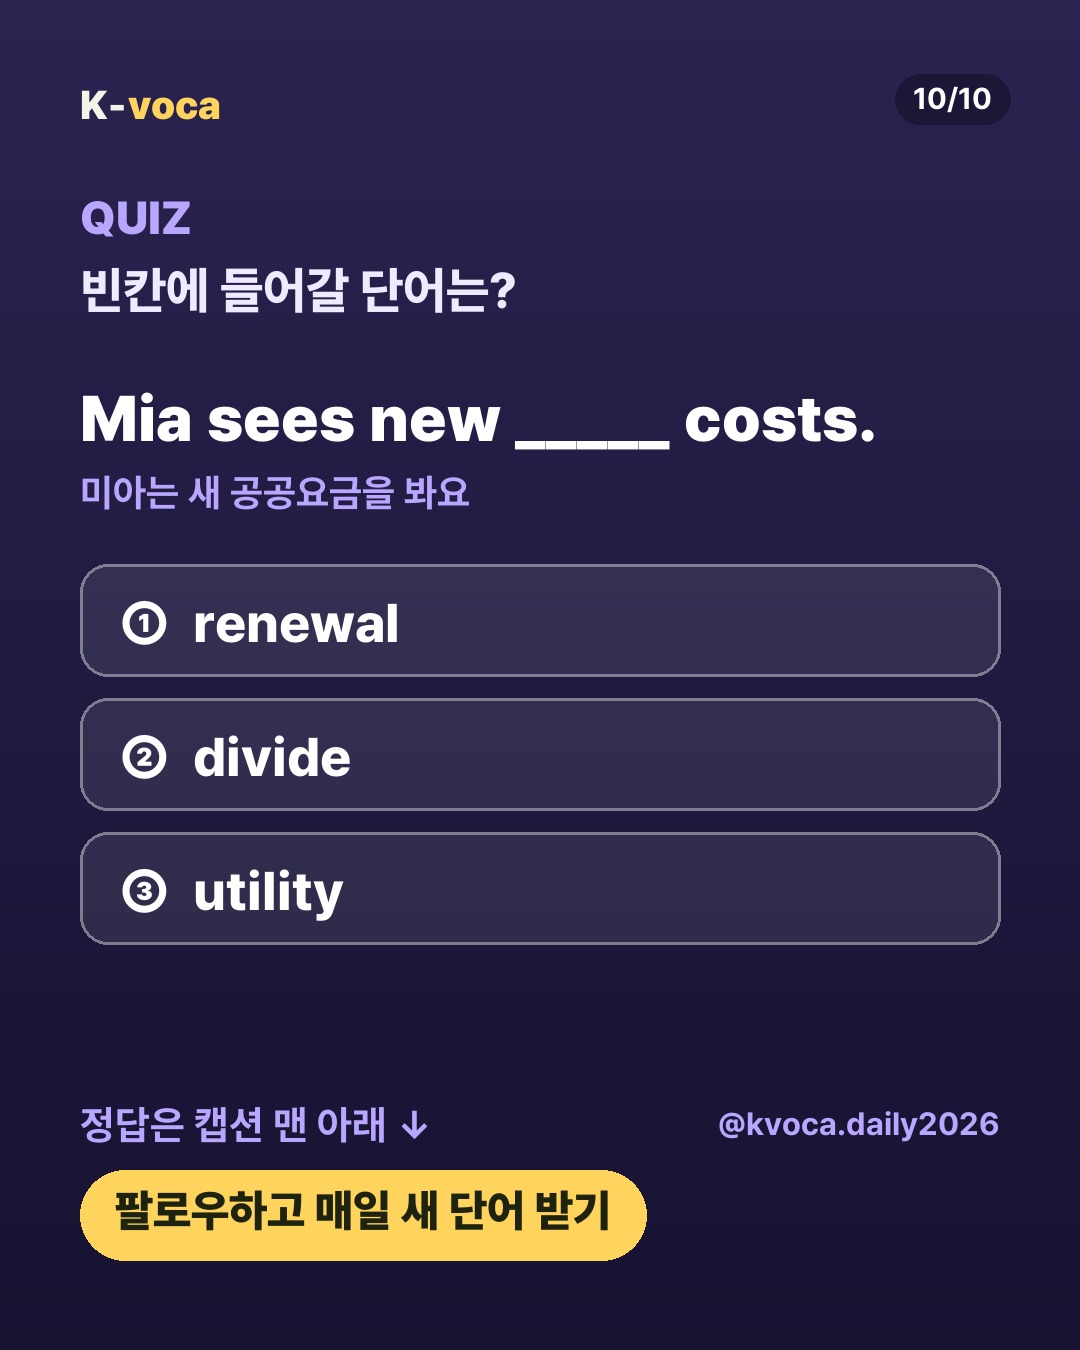 K-voca
10/10
QUIZ
빈칸에 들어갈 단어는?
Mia sees new _____ costs.
미아는 새 공공요금을 봐요
① renewal
② divide
③ utility
정답은 캡션 맨 아래 ↓
@kvoca.daily2026
팔로우하고 매일 새 단어 받기